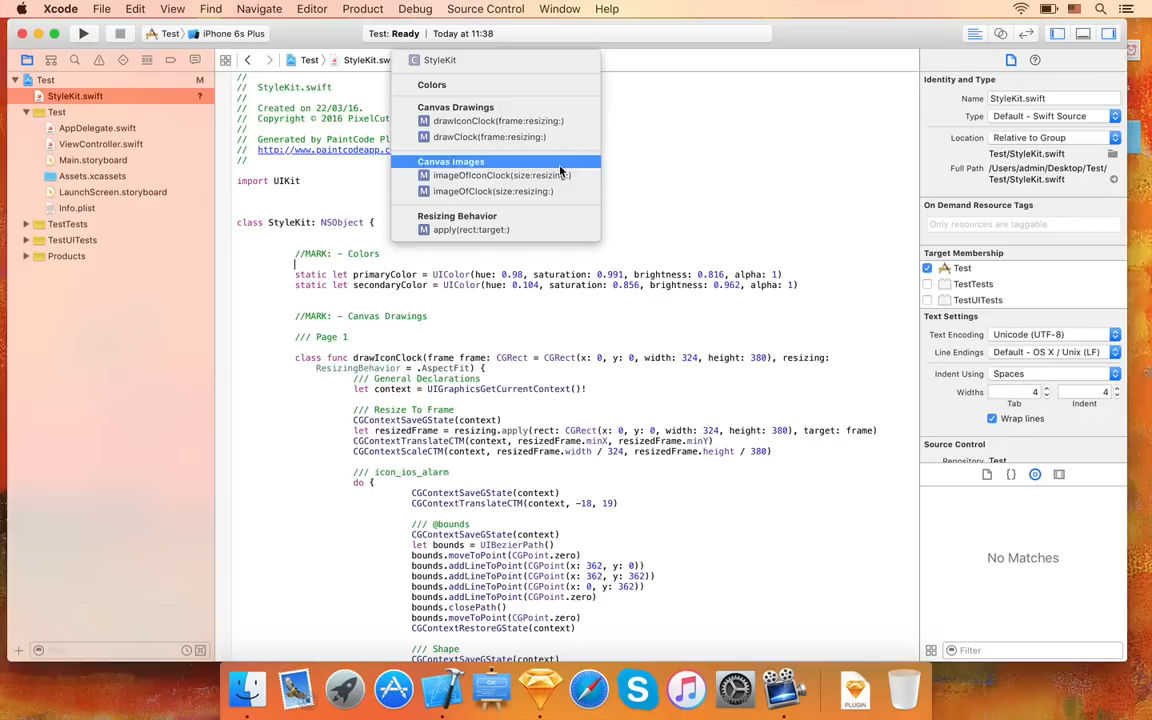 Xcode File Edit View Find Navigate Editor Product Debug Source Control Window Help
Test iPhone 6s Plus
Test: Ready Today at 11:38
Test StyleKit.sw
Test M
StyleKit.swift ?
Test
AppDelegate.swift
ViewController.swift
Main.storyboard
Assets.xcassets
LaunchScreen.storyboard
Info.plist
TestTests
TestUITests
Products
Filter
//
// StyleKit.swift
//
// Created on 22/03/16.
// Copyright © 2016 PixelCut
//
// Generated by PaintCode Pl
// http://www.paintcodeapp.c
//
import UIKit
class StyleKit: NSObject {
//MARK: - Colors
static let primaryColor = UIColor(hue: 0.98, saturation: 0.991, brightness: 0.816, alpha: 1)
static let secondaryColor = UIColor(hue: 0.104, saturation: 0.856, brightness: 0.962, alpha: 1)
//MARK: - Canvas Drawings
/// Page 1
class func drawIconClock(frame frame: CGRect = CGRect(x: 0, y: 0, width: 324, height: 380), resizing:
ResizingBehavior = .AspectFit) {
/// General Declarations
let context = UIGraphicsGetCurrentContext()!
/// Resize To Frame
CGContextSaveGState(context)
let resizedFrame = resizing.apply(rect: CGRect(x: 0, y: 0, width: 324, height: 380), target: frame)
CGContextTranslateCTM(context, resizedFrame.minX, resizedFrame.minY)
CGContextScaleCTM(context, resizedFrame.width / 324, resizedFrame.height / 380)
/// icon_ios_alarm
do {
CGContextSaveGState(context)
CGContextTranslateCTM(context, -18, 19)
/// @bounds
CGContextSaveGState(context)
let bounds = UIBezierPath()
bounds.moveToPoint(CGPoint.zero)
bounds.addLineToPoint(CGPoint(x: 362, y: 0))
bounds.addLineToPoint(CGPoint(x: 362, y: 362))
bounds.addLineToPoint(CGPoint(x: 0, y: 362))
bounds.addLineToPoint(CGPoint.zero)
bounds.closePath()
bounds.moveToPoint(CGPoint.zero)
CGContextRestoreGState(context)
/// Shape
CGContextSaveGState(context)
C StyleKit
Colors
Canvas Drawings
M drawIconClock(frame:resizing:)
M drawClock(frame:resizing:)
Canvas Images
M imageOfIconClock(size:resizing:)
M imageOfClock(size:resizing:)
Resizing Behavior
M apply(rect:target:)
Identity and Type
Name StyleKit.swift
Type Default - Swift Source
Location Relative to Group
Test/StyleKit.swift
Full Path /Users/admin/Desktop/Test/
Test/StyleKit.swift
On Demand Resource Tags
Only resources are taggable
Target Membership
Test
TestTests
TestUITests
Text Settings
Text Encoding Unicode (UTF-8)
Line Endings Default - OS X / Unix (LF)
Indent Using Spaces
Widths 4 4
Tab Indent
Wrap lines
Source Control
Repository Test
{}
No Matches
Filter
OK
PLUGIN